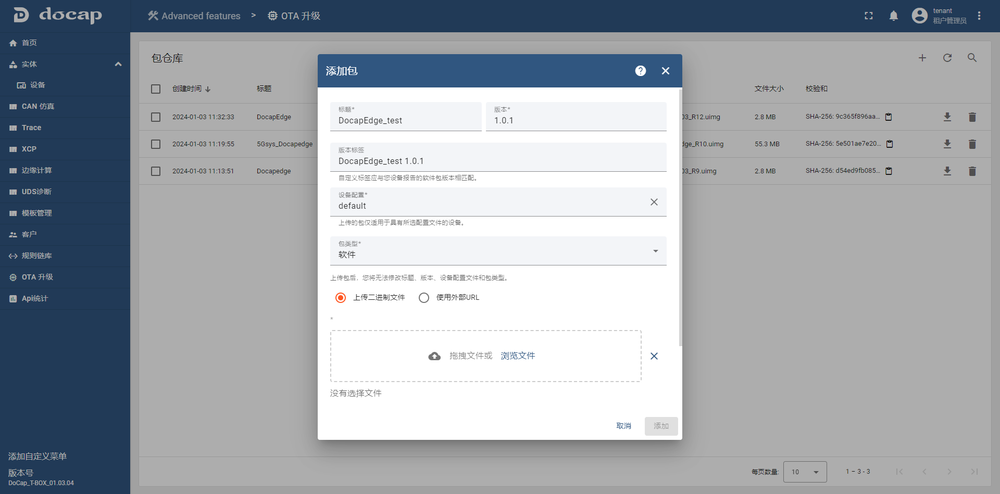 docap
Advanced features > OTA 升级
tenant
租户管理员
首页
实体
设备
CAN 仿真
Trace
XCP
边缘计算
UDS诊断
模板管理
客户
规则链库
OTA 升级
Api统计
添加自定义菜单
版本号
DoCap_T-BOX_01.03.04
包仓库
创建时间 标题 文件大小 校验和
2024-01-03 11:32:33 DocapEdge 03_R12.uimg 2.8 MB SHA-256: 9c365f896aa...
2024-01-03 11:19:55 5Gsys_Docapedge dge_R10.uimg 55.3 MB SHA-256: 5e501ae7e20...
2024-01-03 11:13:51 Docapedge 03_R9.uimg 2.8 MB SHA-256: d54ed9fb085...
添加包
标题* 版本*
DocapEdge_test 1.0.1
版本标签
DocapEdge_test 1.0.1
自定义标签应与您设备报告的软件包版本相匹配。
设备配置*
default
上传的包仅适用于具有所选配置文件的设备。
包类型*
软件
上传包后，您将无法修改标题、版本、设备配置文件和包类型。
上传二进制文件 使用外部URL
*
拖拽文件或 浏览文件
没有选择文件
取消 添加
每页数量: 10 1 – 3 - 3